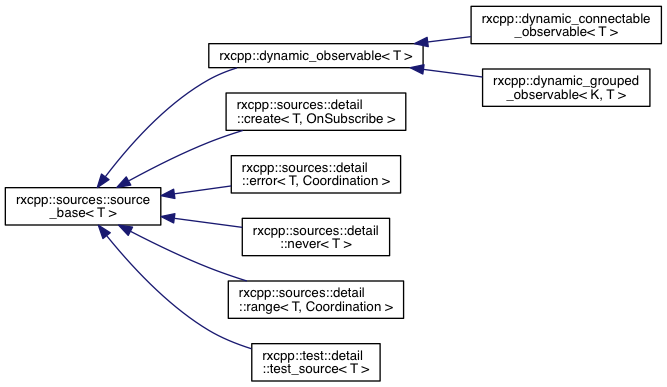 rxcpp::dynamic_connectable
_observable< T >
rxcpp::dynamic_observable< T >
rxcpp::dynamic_grouped
_observable< K, T >
rxcpp::sources::detail
::create< T, OnSubscribe >
rxcpp::sources::detail
::error< T, Coordination >
rxcpp::sources::source
_base< T >
rxcpp::sources::detail
::never< T >
rxcpp::sources::detail
::range< T, Coordination >
rxcpp::test::detail
::test_source< T >